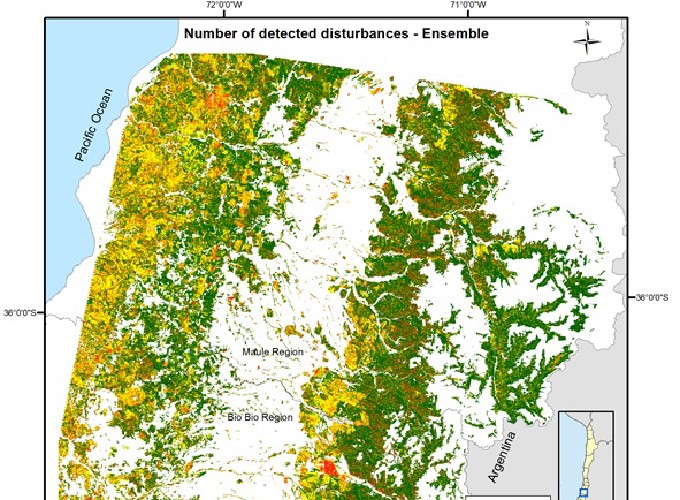 72°0'0"W
71°0'0"W
Number of detected disturbances - Ensemble
N
Pacific Ocean
36°0'0"S
36°0'0"S
Maule Region
Bio Bio Region
Argentina